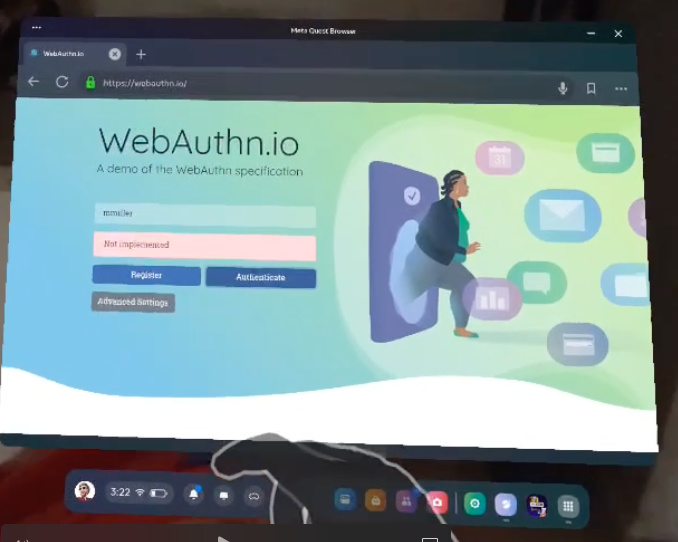 Meta Quest Browser
WebAuthn.io
https://webauthn.io/
WebAuthn.io
A demo of the WebAuthn specification
mmiller
Not implemented
Register
Authenticate
Advanced Settings
31
3:22